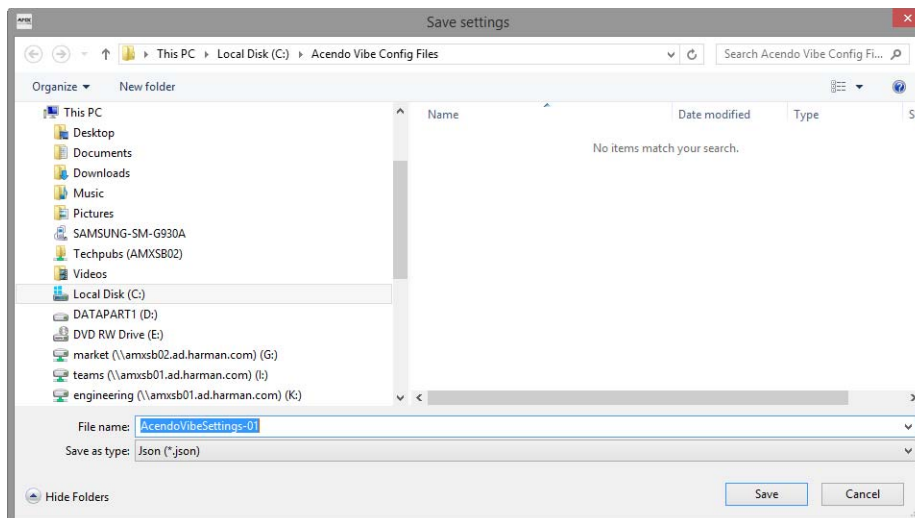 AMX
Save settings
This PC
Local Disk (C:)
Acendo Vibe Config Files
Search Acendo Vibe Config Fi...
Organize
New folder
This PC
Desktop
Documents
Downloads
Music
Pictures
SAMSUNG-SM-G930A
Techpubs (AMXSB02)
Videos
Local Disk (C:)
DATAPART1 (D:)
DVD RW Drive (E:)
market (\\amxsb02.ad.harman.com) (G:)
teams (\\amxsb01.ad.harman.com) (I:)
engineering (\\amxsb01.ad.harman.com) (K:)
Name
Date modified
Type
S
No items match your search.
File name:
AcendoVibeSettings-01
Save as type:
Json (*.json)
Hide Folders
Save
Cancel